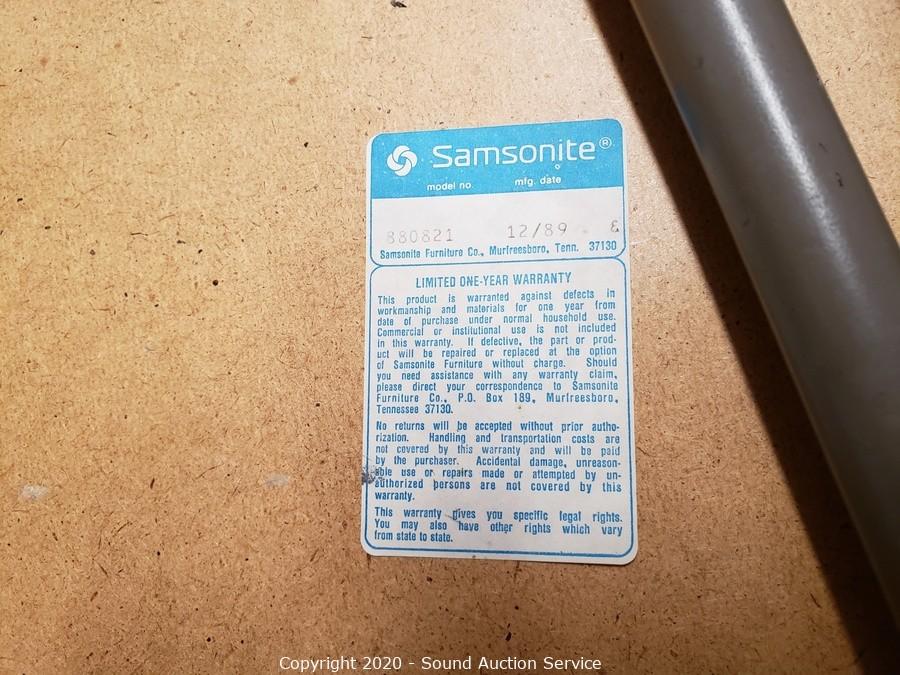 Samsonite®
model no. mfg. date
880821 12/89 &
Samsonite Furniture Co., Murfreesboro, Tenn. 37130
LIMITED ONE-YEAR WARRANTY
This product is warranted against defects in
workmanship and materials for one year from
date of purchase under normal household use.
Commercial or institutional use is not included
in this warranty. If defective, the part or prod-
uct will be repaired or replaced at the option
of Samsonite Furniture without charge. Should
you need assistance with any warranty claim,
please direct your correspondence to Samsonite
Furniture Co., P.O. Box 189, Murfreesboro,
Tennessee 37130.
No returns will be accepted without prior autho-
rization. Handling and transportation costs are
not covered by this warranty and will be paid
by the purchaser. Accidental damage, unreason-
able use or repairs made or attempted by un-
authorized persons are not covered by this
warranty.
This warranty gives you specific legal rights.
You may also have other rights which vary
from state to state.
Copyright 2020 - Sound Auction Service